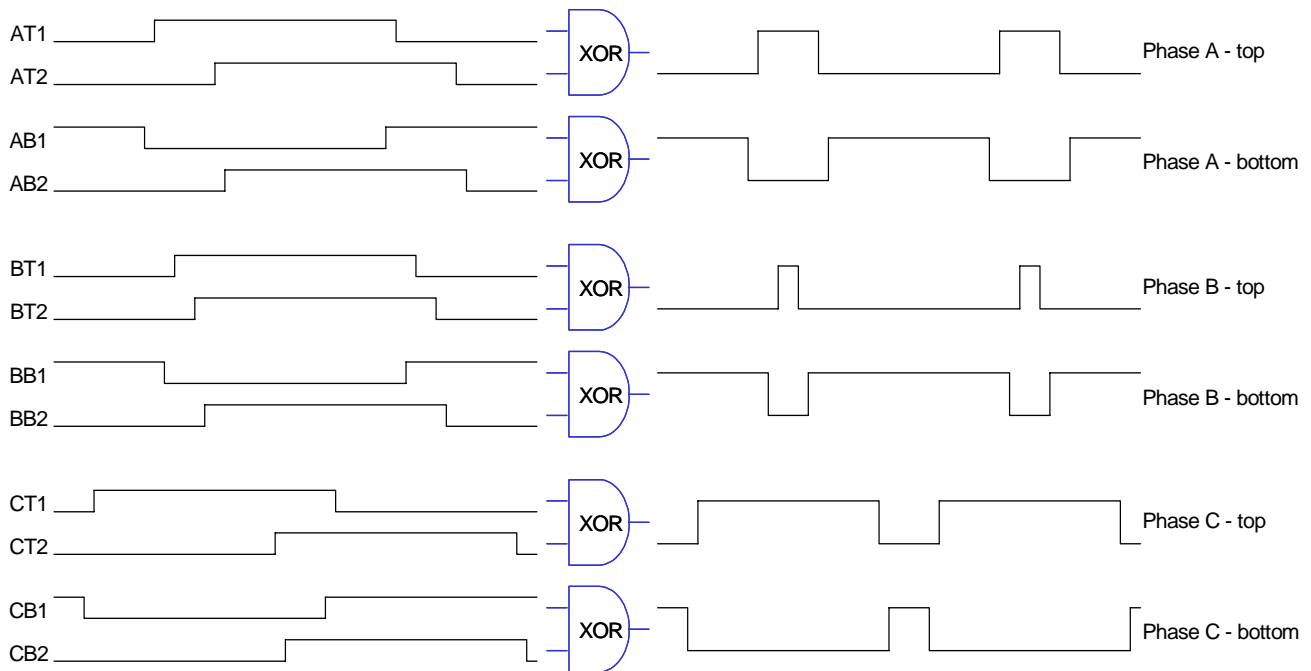 AT1
XOR
Phase A - top
AT2
AB1
XOR
Phase A - bottom
AB2
BT1
XOR
Phase B - top
BT2
BB1
XOR
Phase B - bottom
BB2
CT1
XOR
Phase C - top
CT2
CB1
XOR
Phase C - bottom
CB2